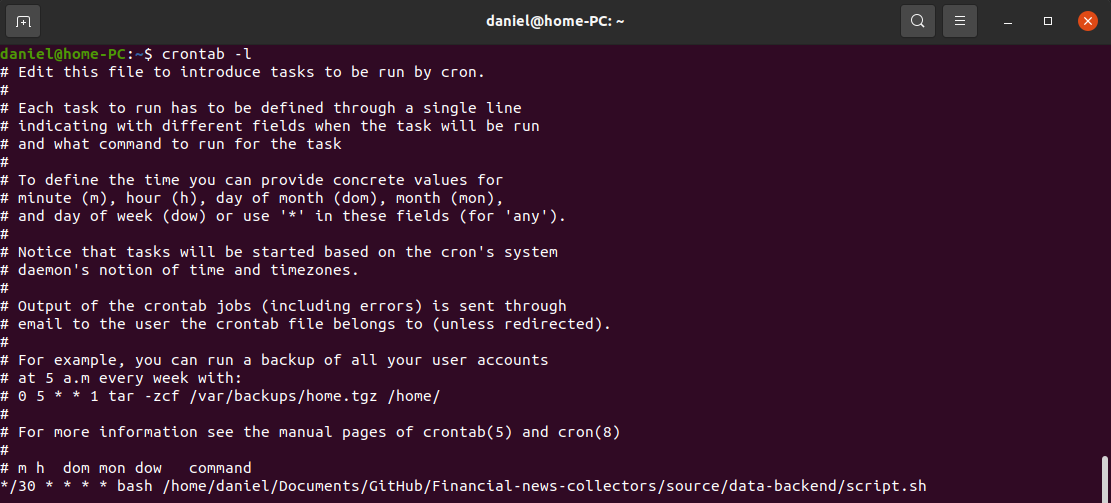 daniel@home-PC: ~
daniel@home-PC:~$ crontab -l
# Edit this file to introduce tasks to be run by cron.
#
# Each task to run has to be defined through a single line
# indicating with different fields when the task will be run
# and what command to run for the task
#
# To define the time you can provide concrete values for
# minute (m), hour (h), day of month (dom), month (mon),
# and day of week (dow) or use '*' in these fields (for 'any').
#
# Notice that tasks will be started based on the cron's system
# daemon's notion of time and timezones.
#
# Output of the crontab jobs (including errors) is sent through
# email to the user the crontab file belongs to (unless redirected).
#
# For example, you can run a backup of all your user accounts
# at 5 a.m every week with:
# 0 5 * * 1 tar -zcf /var/backups/home.tgz /home/
#
# For more information see the manual pages of crontab(5) and cron(8)
#
# m h  dom mon dow   command
*/30 * * * * bash /home/daniel/Documents/GitHub/Financial-news-collectors/source/data-backend/script.sh